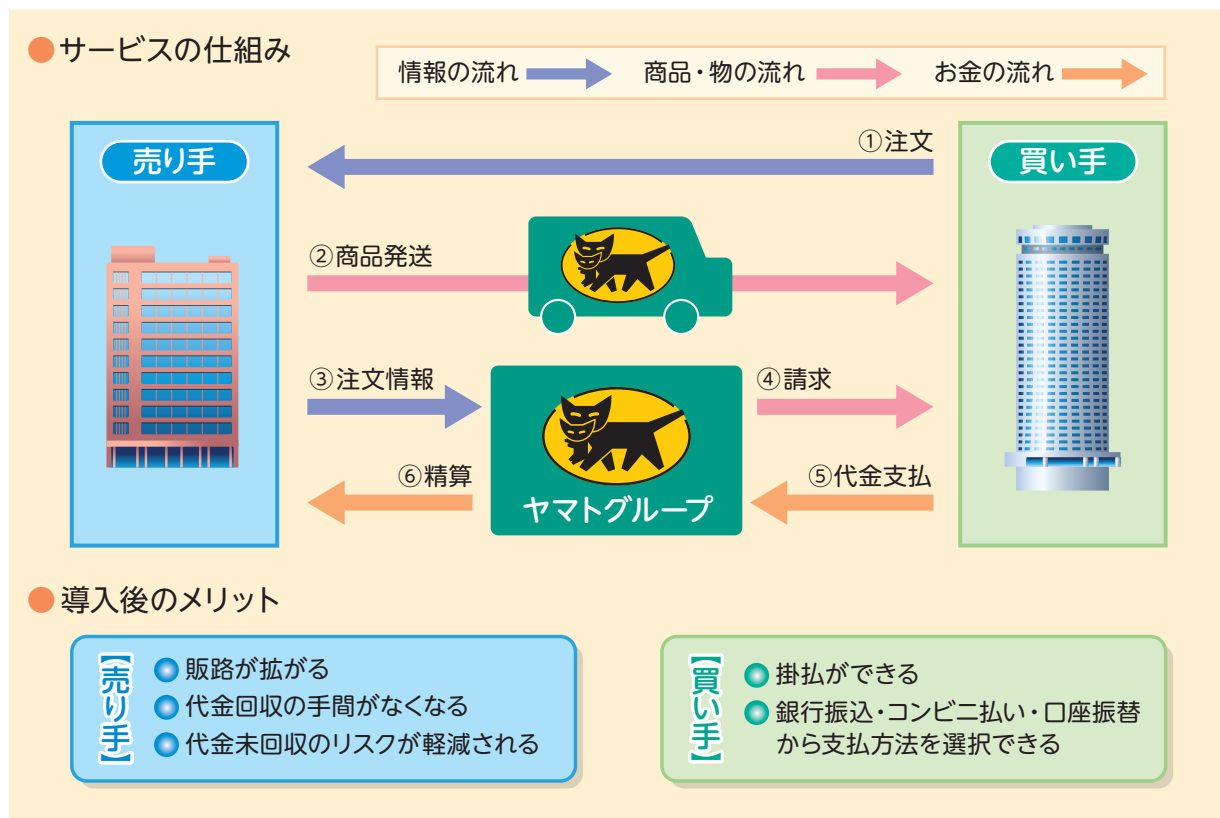 サービスの仕組み
情報の流れ
商品・物の流れ
お金の流れ
売り手
買い手
①注文
②商品発送
③注文情報
④請求
ヤマトグループ
⑥精算
⑤代金支払
導入後のメリット
【売り手】
販路が拡がる
代金回収の手間がなくなる
代金未回収のリスクが軽減される
【買い手】
掛払ができる
銀行振込・コンビニ払い・口座振替
から支払方法を選択できる